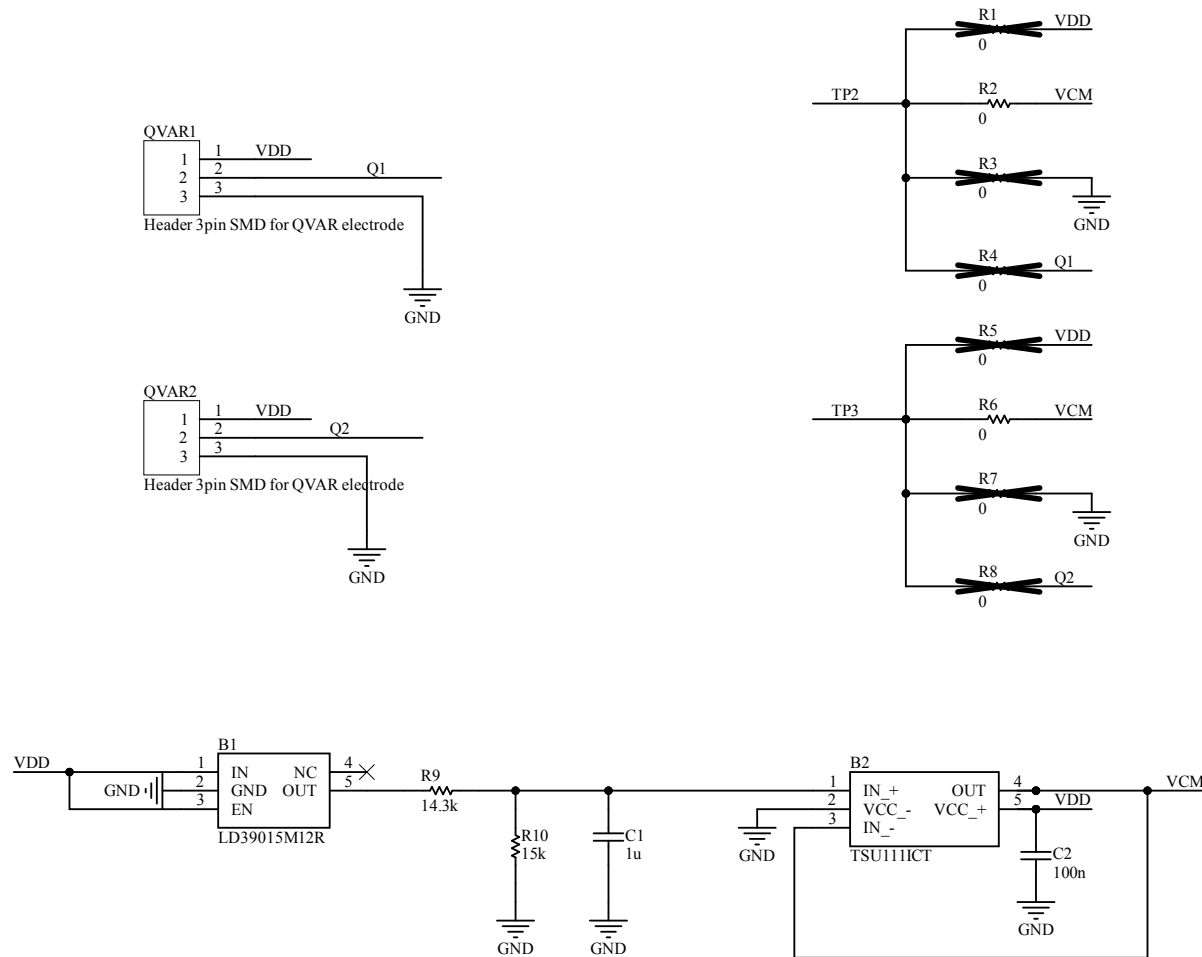 R1
VDD
0
TP2
R2
VCM
0
R3
0
GND
R4
Q1
0
QVAR1
1 1 VDD
2 2 Q1
3 3
Header 3pin SMD for QVAR electrode
GND
R5
VDD
0
TP3
R6
VCM
0
R7
0
GND
R8
Q2
0
QVAR2
1 1 VDD
2 2 Q2
3 3
Header 3pin SMD for QVAR electrode
GND
B1
VDD 1 IN NC 4
GND 2 GND OUT 5
3 EN
LD39015M12R
R9
14.3k
R10
15k
GND
C1
1u
GND
B2
1 IN_+ OUT 4 VCM
2 VCC_- VCC_+ 5 VDD
3 IN_-
TSU111ICT
GND
C2
100n
GND